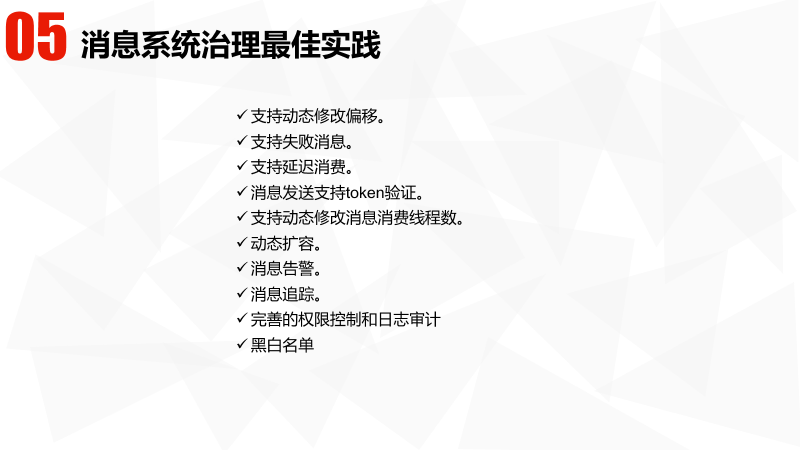 05 消息系统治理最佳实践
✓ 支持动态修改偏移。
✓ 支持失败消息。
✓ 支持延迟消费。
✓ 消息发送支持token验证。
✓ 支持动态修改消息消费线程数。
✓ 动态扩容。
✓ 消息告警。
✓ 消息追踪。
✓ 完善的权限控制和日志审计
✓ 黑白名单